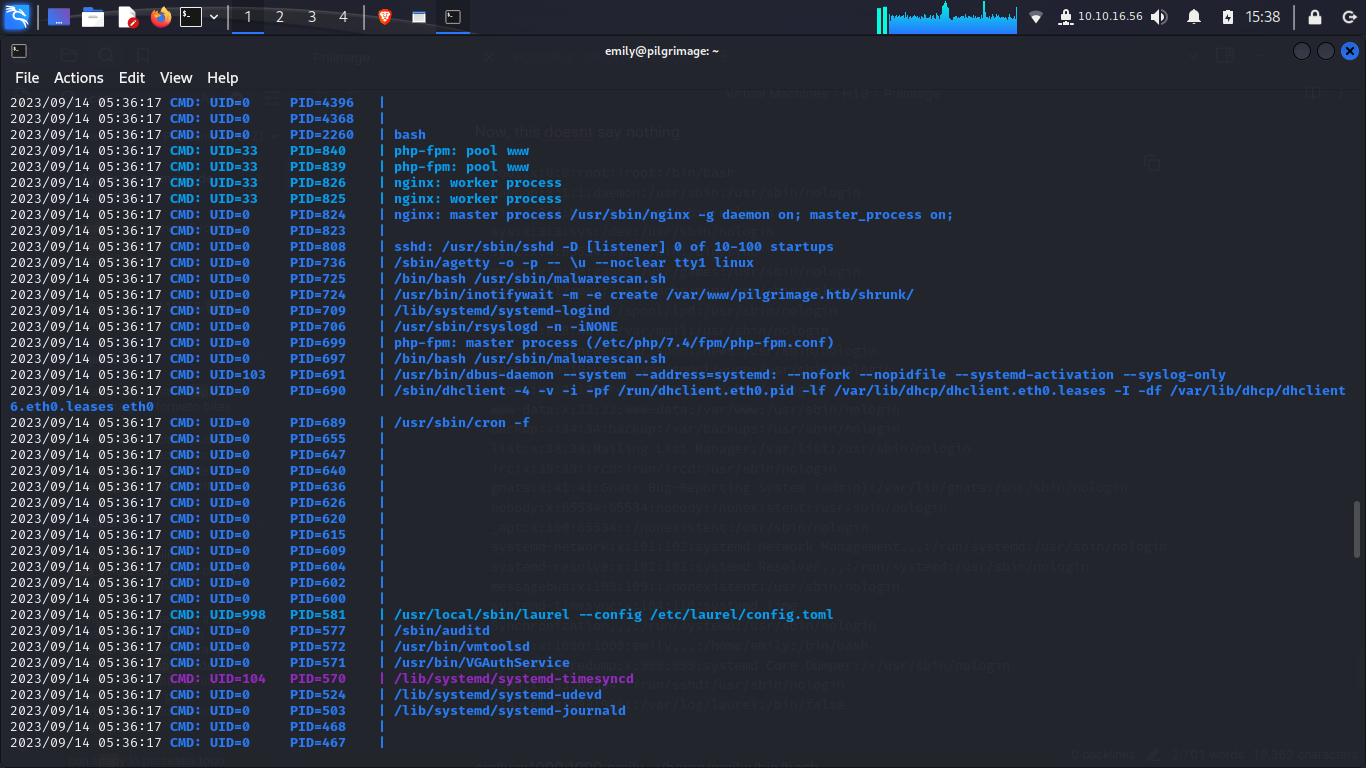 1 2 3 4 10.10.16.56 15:38
emily@pilgrimage: ~
File Actions Edit View Help
2023/09/14 05:36:17 CMD: UID=0 PID=4396 |
2023/09/14 05:36:17 CMD: UID=0 PID=4368 |
2023/09/14 05:36:17 CMD: UID=0 PID=2260 | bash
2023/09/14 05:36:17 CMD: UID=33 PID=840 | php-fpm: pool www
2023/09/14 05:36:17 CMD: UID=33 PID=839 | php-fpm: pool www
2023/09/14 05:36:17 CMD: UID=33 PID=826 | nginx: worker process
2023/09/14 05:36:17 CMD: UID=33 PID=825 | nginx: worker process
2023/09/14 05:36:17 CMD: UID=0 PID=824 | nginx: master process /usr/sbin/nginx -g daemon on; master_process on;
2023/09/14 05:36:17 CMD: UID=0 PID=823 |
2023/09/14 05:36:17 CMD: UID=0 PID=808 | sshd: /usr/sbin/sshd -D [listener] 0 of 10-100 startups
2023/09/14 05:36:17 CMD: UID=0 PID=736 | /sbin/agetty -o -p -- \u --noclear tty1 linux
2023/09/14 05:36:17 CMD: UID=0 PID=725 | /bin/bash /usr/sbin/malwarescan.sh
2023/09/14 05:36:17 CMD: UID=0 PID=724 | /usr/bin/inotifywait -m -e create /var/www/pilgrimage.htb/shrunk/
2023/09/14 05:36:17 CMD: UID=0 PID=709 | /lib/systemd/systemd-logind
2023/09/14 05:36:17 CMD: UID=0 PID=706 | /usr/sbin/rsyslogd -n -iNONE
2023/09/14 05:36:17 CMD: UID=0 PID=699 | php-fpm: master process (/etc/php/7.4/fpm/php-fpm.conf)
2023/09/14 05:36:17 CMD: UID=0 PID=697 | /bin/bash /usr/sbin/malwarescan.sh
2023/09/14 05:36:17 CMD: UID=103 PID=691 | /usr/bin/dbus-daemon --system --address=systemd: --nofork --nopidfile --systemd-activation --syslog-only
2023/09/14 05:36:17 CMD: UID=0 PID=690 | /sbin/dhclient -4 -v -i -pf /run/dhclient.eth0.pid -lf /var/lib/dhcp/dhclient.eth0.leases -I -df /var/lib/dhcp/dhclient
6.eth0.leases eth0
2023/09/14 05:36:17 CMD: UID=0 PID=689 | /usr/sbin/cron -f
2023/09/14 05:36:17 CMD: UID=0 PID=655 |
2023/09/14 05:36:17 CMD: UID=0 PID=647 |
2023/09/14 05:36:17 CMD: UID=0 PID=640 |
2023/09/14 05:36:17 CMD: UID=0 PID=636 |
2023/09/14 05:36:17 CMD: UID=0 PID=626 |
2023/09/14 05:36:17 CMD: UID=0 PID=620 |
2023/09/14 05:36:17 CMD: UID=0 PID=615 |
2023/09/14 05:36:17 CMD: UID=0 PID=609 |
2023/09/14 05:36:17 CMD: UID=0 PID=604 |
2023/09/14 05:36:17 CMD: UID=0 PID=602 |
2023/09/14 05:36:17 CMD: UID=0 PID=600 |
2023/09/14 05:36:17 CMD: UID=998 PID=581 | /usr/local/sbin/laurel --config /etc/laurel/config.toml
2023/09/14 05:36:17 CMD: UID=0 PID=577 | /sbin/auditd
2023/09/14 05:36:17 CMD: UID=0 PID=572 | /usr/bin/vmtoolsd
2023/09/14 05:36:17 CMD: UID=0 PID=571 | /usr/bin/VGAuthService
2023/09/14 05:36:17 CMD: UID=104 PID=570 | /lib/systemd/systemd-timesyncd
2023/09/14 05:36:17 CMD: UID=0 PID=524 | /lib/systemd/systemd-udevd
2023/09/14 05:36:17 CMD: UID=0 PID=503 | /lib/systemd/systemd-journald
2023/09/14 05:36:17 CMD: UID=0 PID=468 |
2023/09/14 05:36:17 CMD: UID=0 PID=467 |